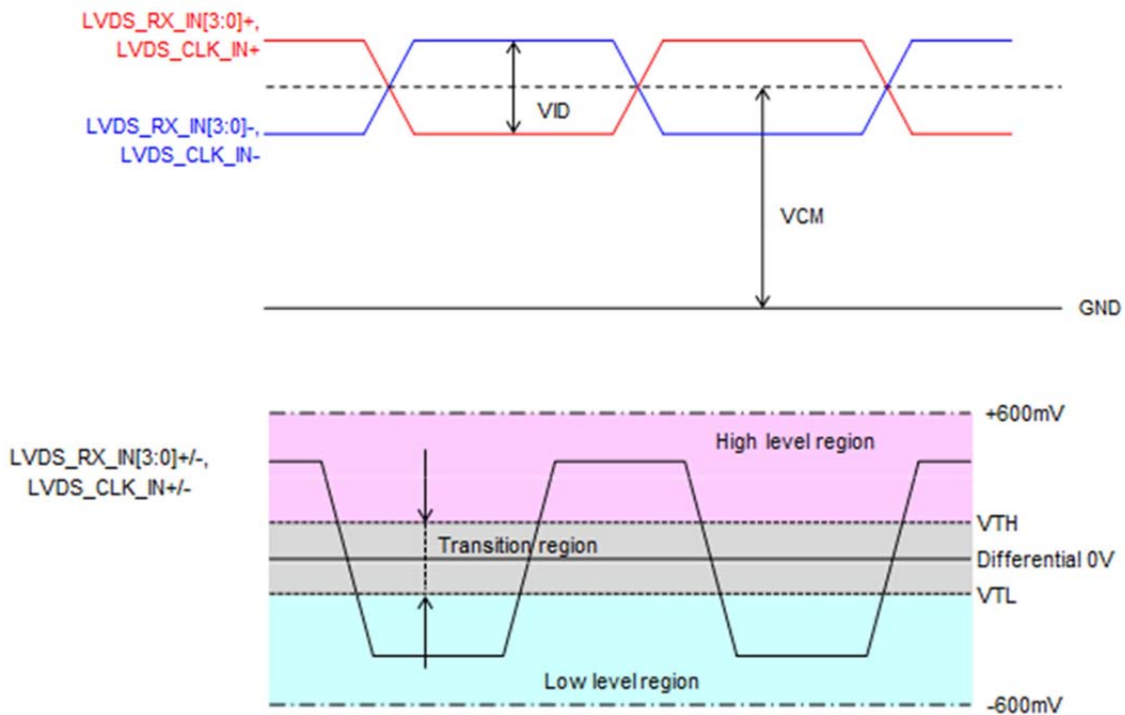 LVDS_RX_IN[3:0]+,
LVDS_CLK_IN+
VID
LVDS_RX_IN[3:0]-,
LVDS_CLK_IN-
VCM
GND
+600mV
High level region
LVDS_RX_IN[3:0]+/-,
LVDS_CLK_IN+/-
VTH
Transition region
Differential 0V
VTL
Low level region
-600mV